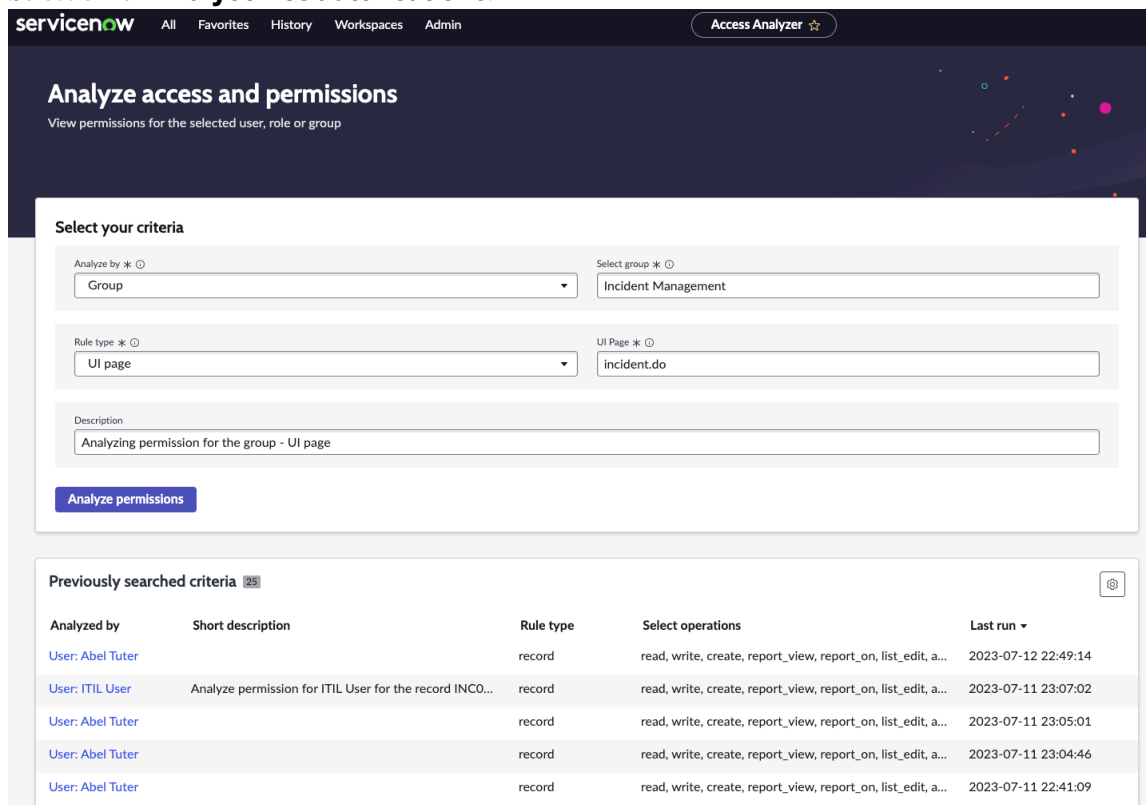 servicenow All Favorites History Workspaces Admin Access Analyzer ☆
Analyze access and permissions
View permissions for the selected user, role or group
Select your criteria
Analyze by * Select group *
Group Incident Management
Rule type * UI Page *
UI page incident.do
Description
Analyzing permission for the group - UI page
Analyze permissions
Previously searched criteria 25
Analyzed by Short description Rule type Select operations Last run
User: Abel Tuter record read, write, create, report_view, report_on, list_edit, a... 2023-07-12 22:49:14
User: ITIL User Analyze permission for ITIL User for the record INC0... record read, write, create, report_view, report_on, list_edit, a... 2023-07-11 23:07:02
User: Abel Tuter record read, write, create, report_view, report_on, list_edit, a... 2023-07-11 23:05:01
User: Abel Tuter record read, write, create, report_view, report_on, list_edit, a... 2023-07-11 23:04:46
User: Abel Tuter record read, write, create, report_view, report_on, list_edit, a... 2023-07-11 22:41:09